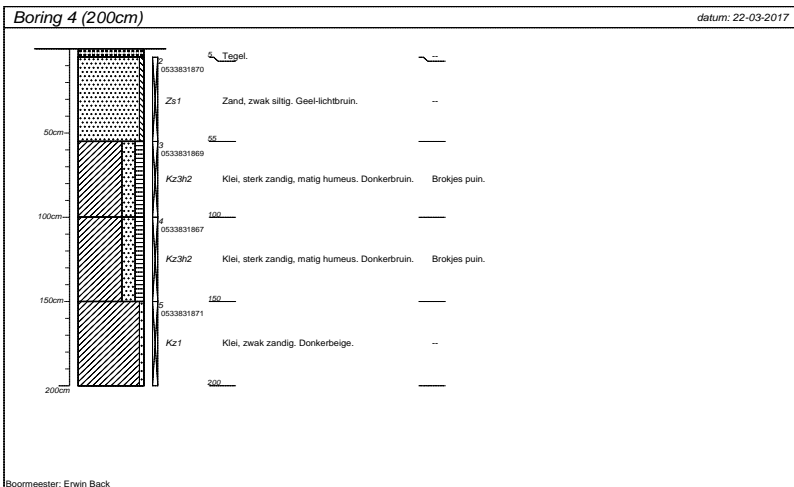 Boring 4 (200cm) datum: 22-03-2017
5 Tegel. --
2
0533831870
Zs1 Zand, zwak siltig. Geel-lichtbruin. --
50cm 55
3
0533831869
Kz3h2 Klei, sterk zandig, matig humeus. Donkerbruin. Brokjes puin.
100cm 100
4
0533831867
Kz3h2 Klei, sterk zandig, matig humeus. Donkerbruin. Brokjes puin.
150cm 150
5
0533831871
Kz1 Klei, zwak zandig. Donkerbeige. --
200cm 200
Boormeester: Erwin Back